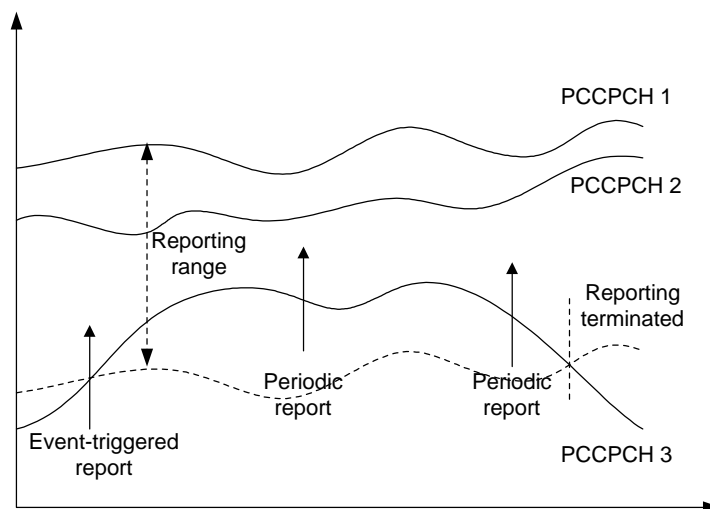 PCCPCH 1
PCCPCH 2
Reporting
range
Reporting
terminated
Periodic
report
Periodic
report
Event-triggered
report
PCCPCH 3